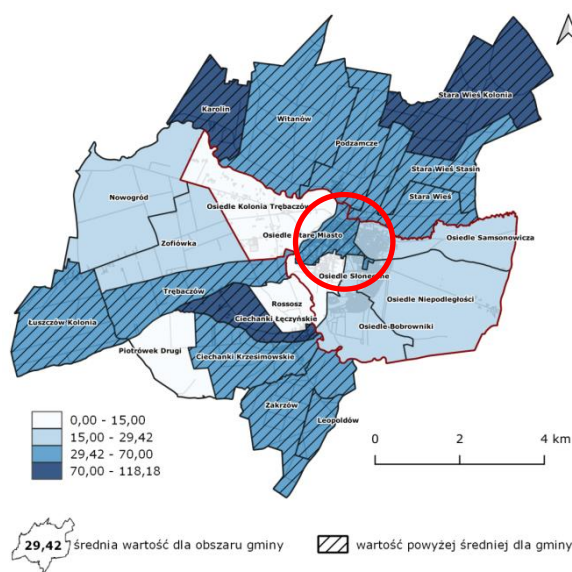 Karolin
Witanów
Stara Wieś Kolonia
Podzamcze
Stara Wieś Stasin
Stara Wieś
Nowogród
Osiedle Kolonia Trębaczów
Osiedle Stare Miasto
Osiedle Samsonowicza
Zofiówka
Osiedle Słoneczne
Trębaczów
Osiedle Niepodległości
Rossosz
Łuszczów Kolonia
Ciechanki Łęczyńskie
Osiedle Bobrowniki
Piotrówek Drugi
Ciechanki Krzesimowskie
Zakrzów
Leopoldów
0,00 - 15,00
15,00 - 29,42
29,42 - 70,00
70,00 - 118,18
0 2 4 km
29,42 średnia wartość dla obszaru gminy
wartość powyżej średniej dla gminy